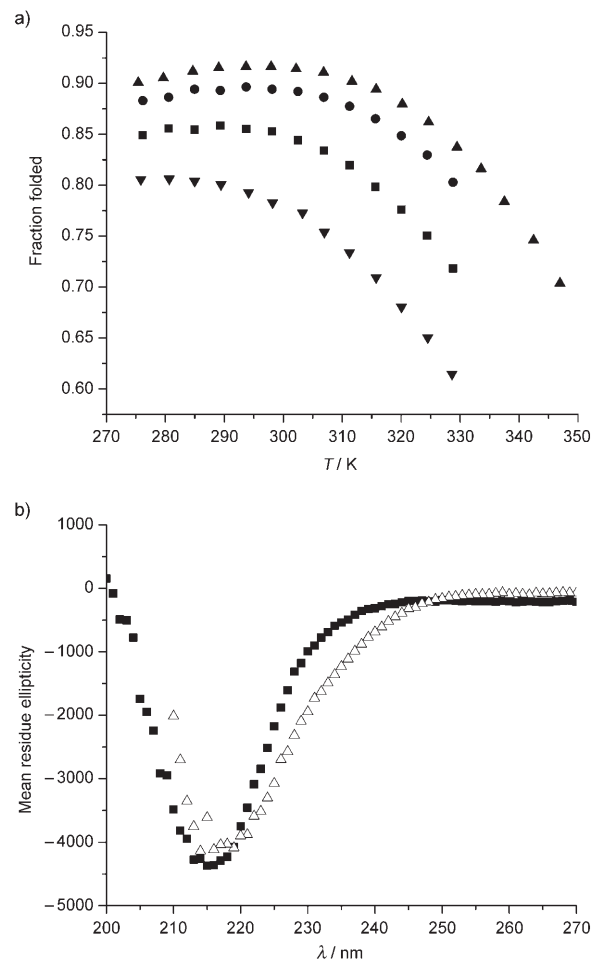 a)
0.95
0.90
0.85
0.80
0.75
0.70
0.65
0.60
Fraction folded
270 280 290 300 310 320 330 340 350
T / K
b)
1000
0
−1000
−2000
−3000
−4000
−5000
Mean residue ellipticity
200 210 220 230 240 250 260 270
λ / nm